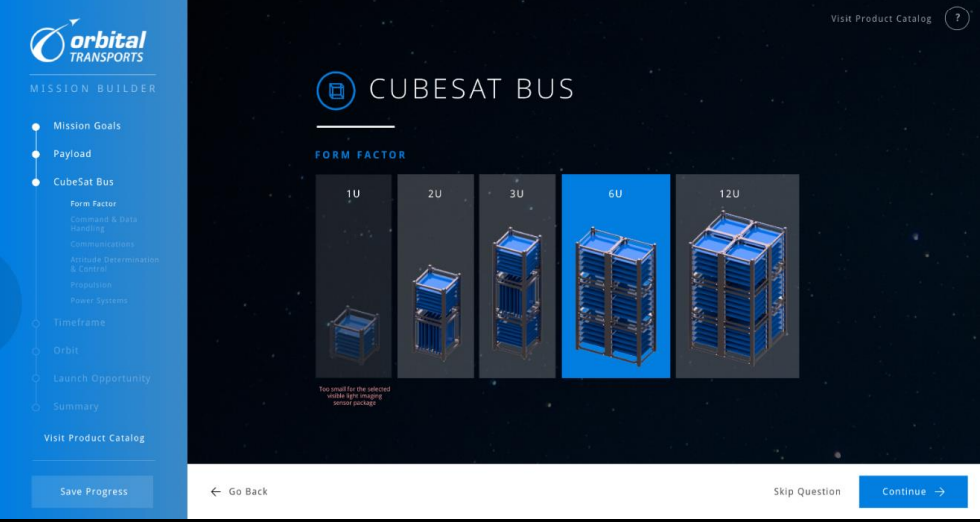 orbital
TRANSPORTS
MISSION BUILDER
Mission Goals
Payload
CubeSat Bus
Form Factor
Command & Data
Handling
Communications
Attitude Determination
& Control
Propulsion
Power Systems
Timeframe
Orbit
Launch Opportunity
Summary
Visit Product Catalog
Save Progress
Visit Product Catalog
?
CUBESAT BUS
FORM FACTOR
1U
2U
3U
6U
12U
Too small for the selected
visible light imaging
sensor package
← Go Back
Skip Question
Continue →